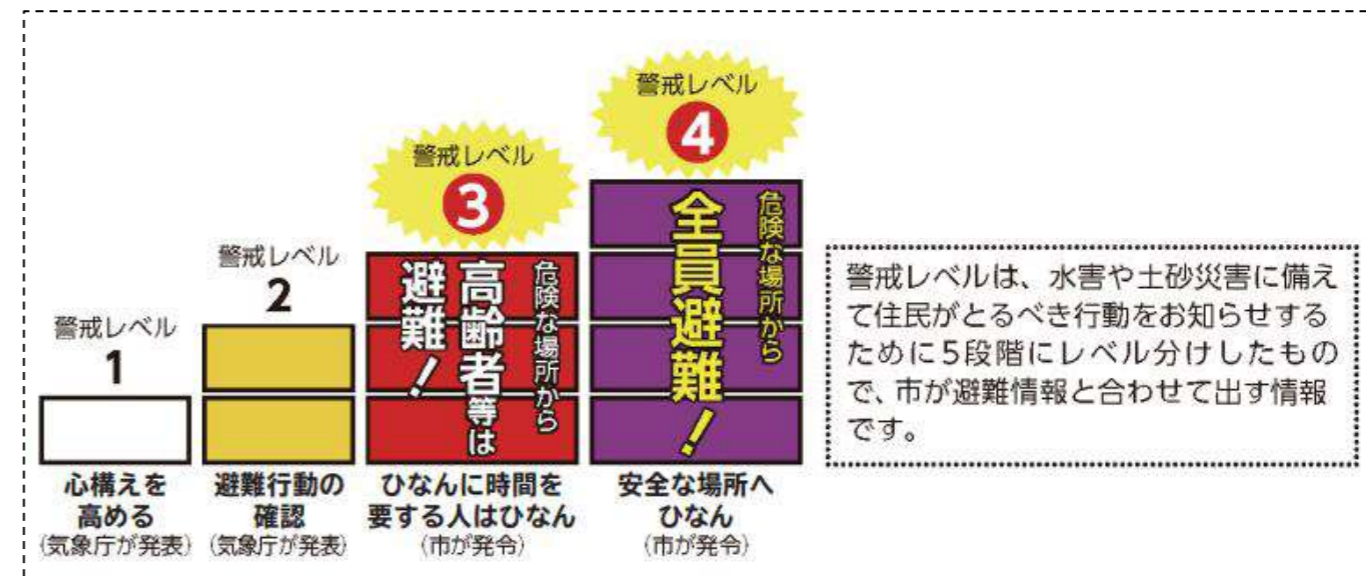 警戒レベル
1
心構えを
高める
(気象庁が発表)
警戒レベル
2
避難行動の
確認
(気象庁が発表)
警戒レベル
3
危険な場所から
高齢者等は
避難!
ひなんに時間を
要する人はひなん
(市が発令)
警戒レベル
4
危険な場所から
全員避難!
安全な場所へ
ひなん
(市が発令)
警戒レベルは、水害や土砂災害に備え
て住民がとるべき行動をお知らせする
ために5段階にレベル分けしたもの
で、市が避難情報と合わせて出す情報
です。